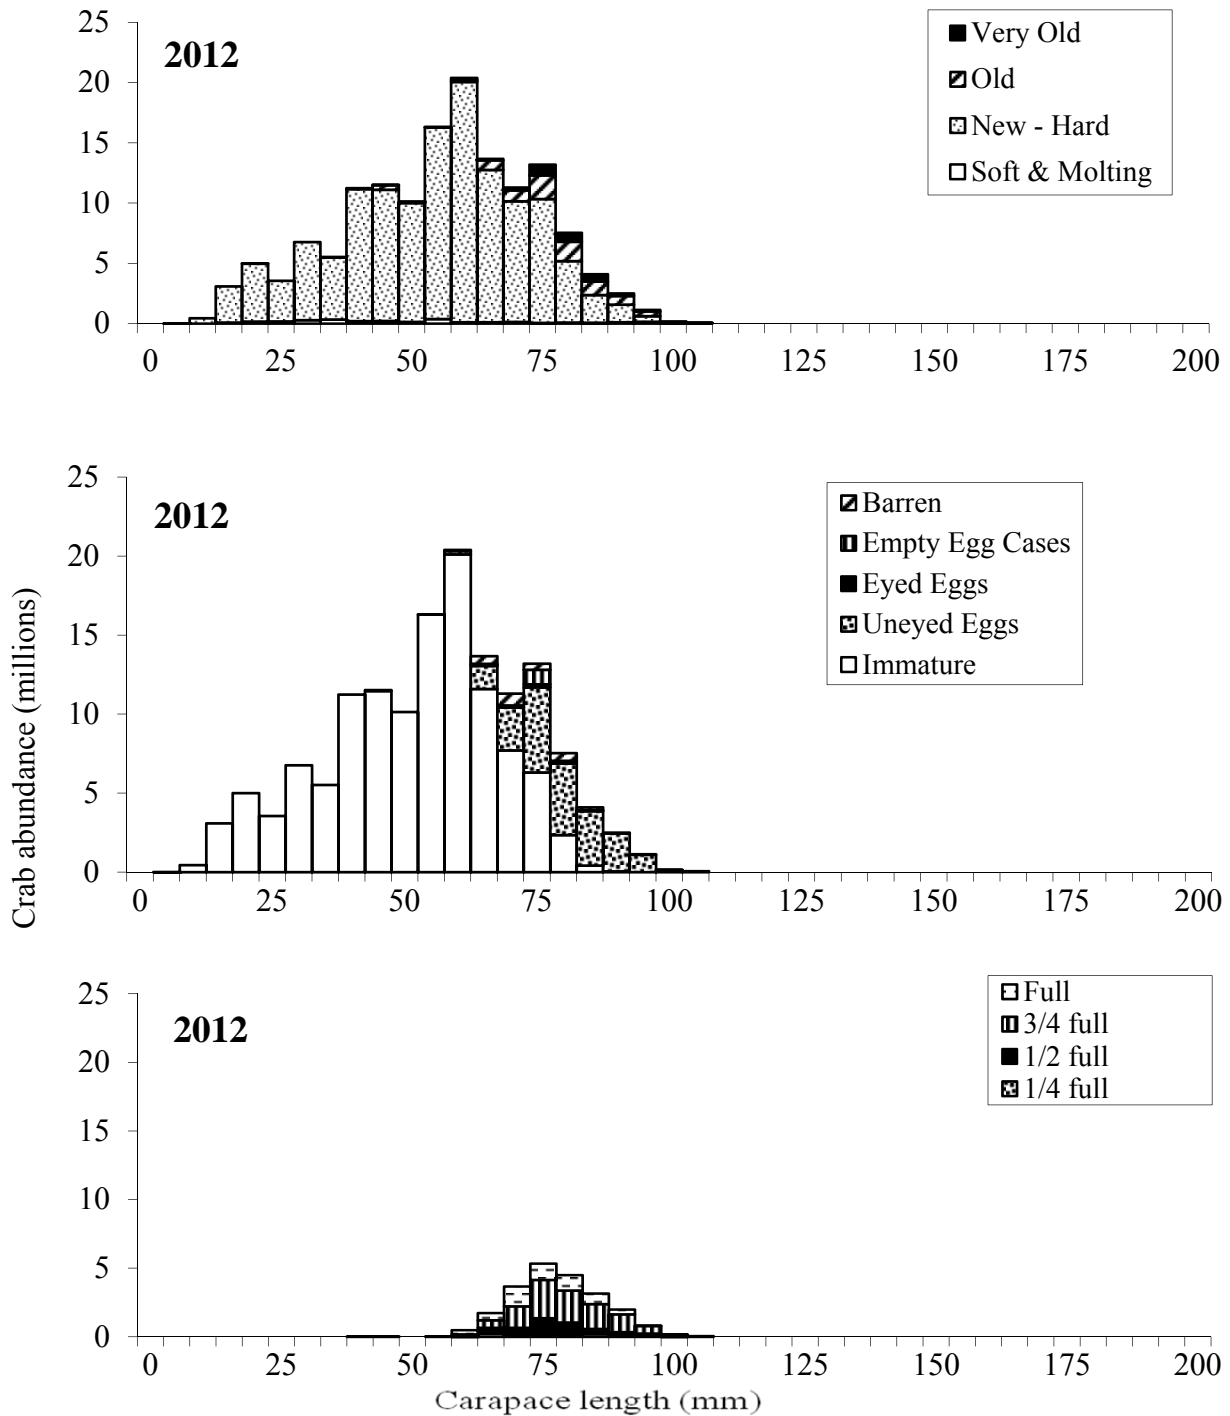 25
20
15
10
5
0
2012
Very Old
Old
New - Hard
Soft & Molting
0 25 50 75 100 125 150 175 200
Crab abundance (millions)
25
20
15
10
5
0
2012
Barren
Empty Egg Cases
Eyed Eggs
Uneyed Eggs
Immature
0 25 50 75 100 125 150 175 200
25
20
15
10
5
0
2012
Full
3/4 full
1/2 full
1/4 full
0 25 50 75 100 125 150 175 200
Carapace length (mm)